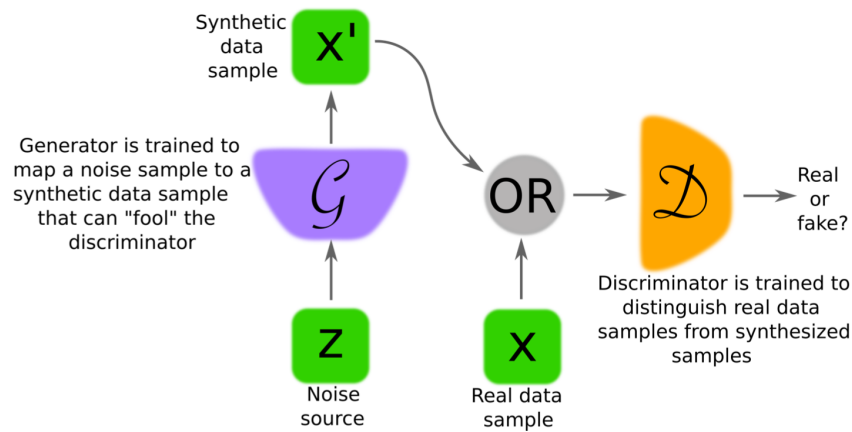 Synthetic
data
sample
x'
Generator is trained to
map a noise sample to a
synthetic data sample
that can "fool" the
discriminator
G
z
Noise
source
OR
x
Real data
sample
D
Real
or
fake?
Discriminator is trained to
distinguish real data
samples from synthesized
samples